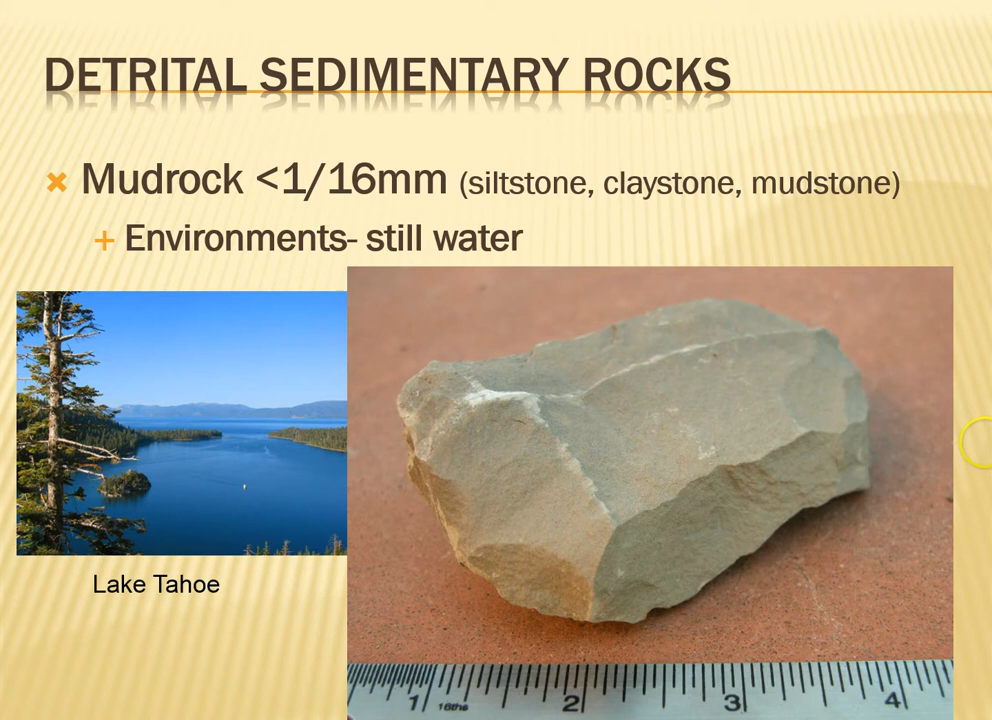 DETRITAL SEDIMENTARY ROCKS
Mudrock <1/16mm (siltstone, claystone, mudstone)
Environments- still water
Lake Tahoe
1 16ths 2 3 4